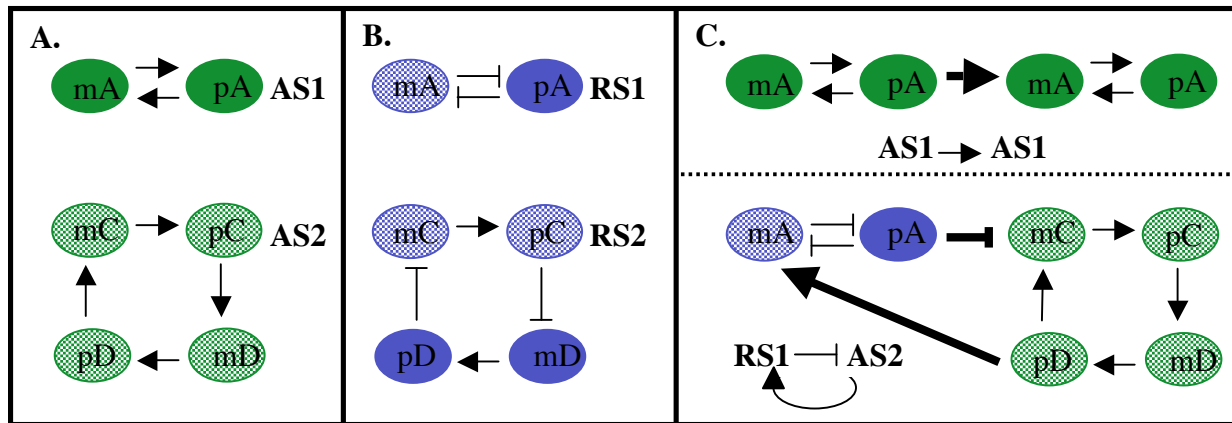 A.
mA pA AS1
mC pC AS2
pD mD
B.
mA pA RS1
mC pC RS2
pD mD
C.
mA pA mA pA
AS1 AS1
mA pA mC pC
RS1 AS2 pD mD